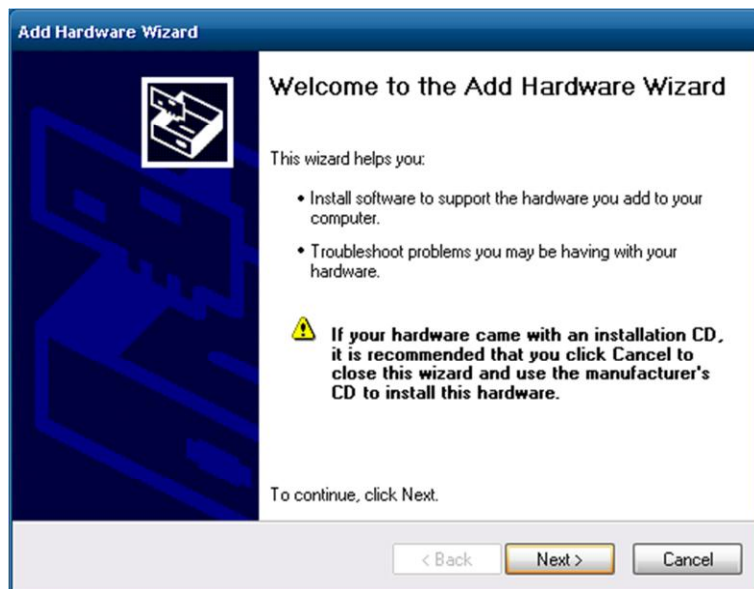 Add Hardware Wizard
Welcome to the Add Hardware Wizard
This wizard helps you:
• Install software to support the hardware you add to your
computer.
• Troubleshoot problems you may be having with your
hardware.
If your hardware came with an installation CD,
it is recommended that you click Cancel to
close this wizard and use the manufacturer's
CD to install this hardware.
To continue, click Next.
< Back Next > Cancel